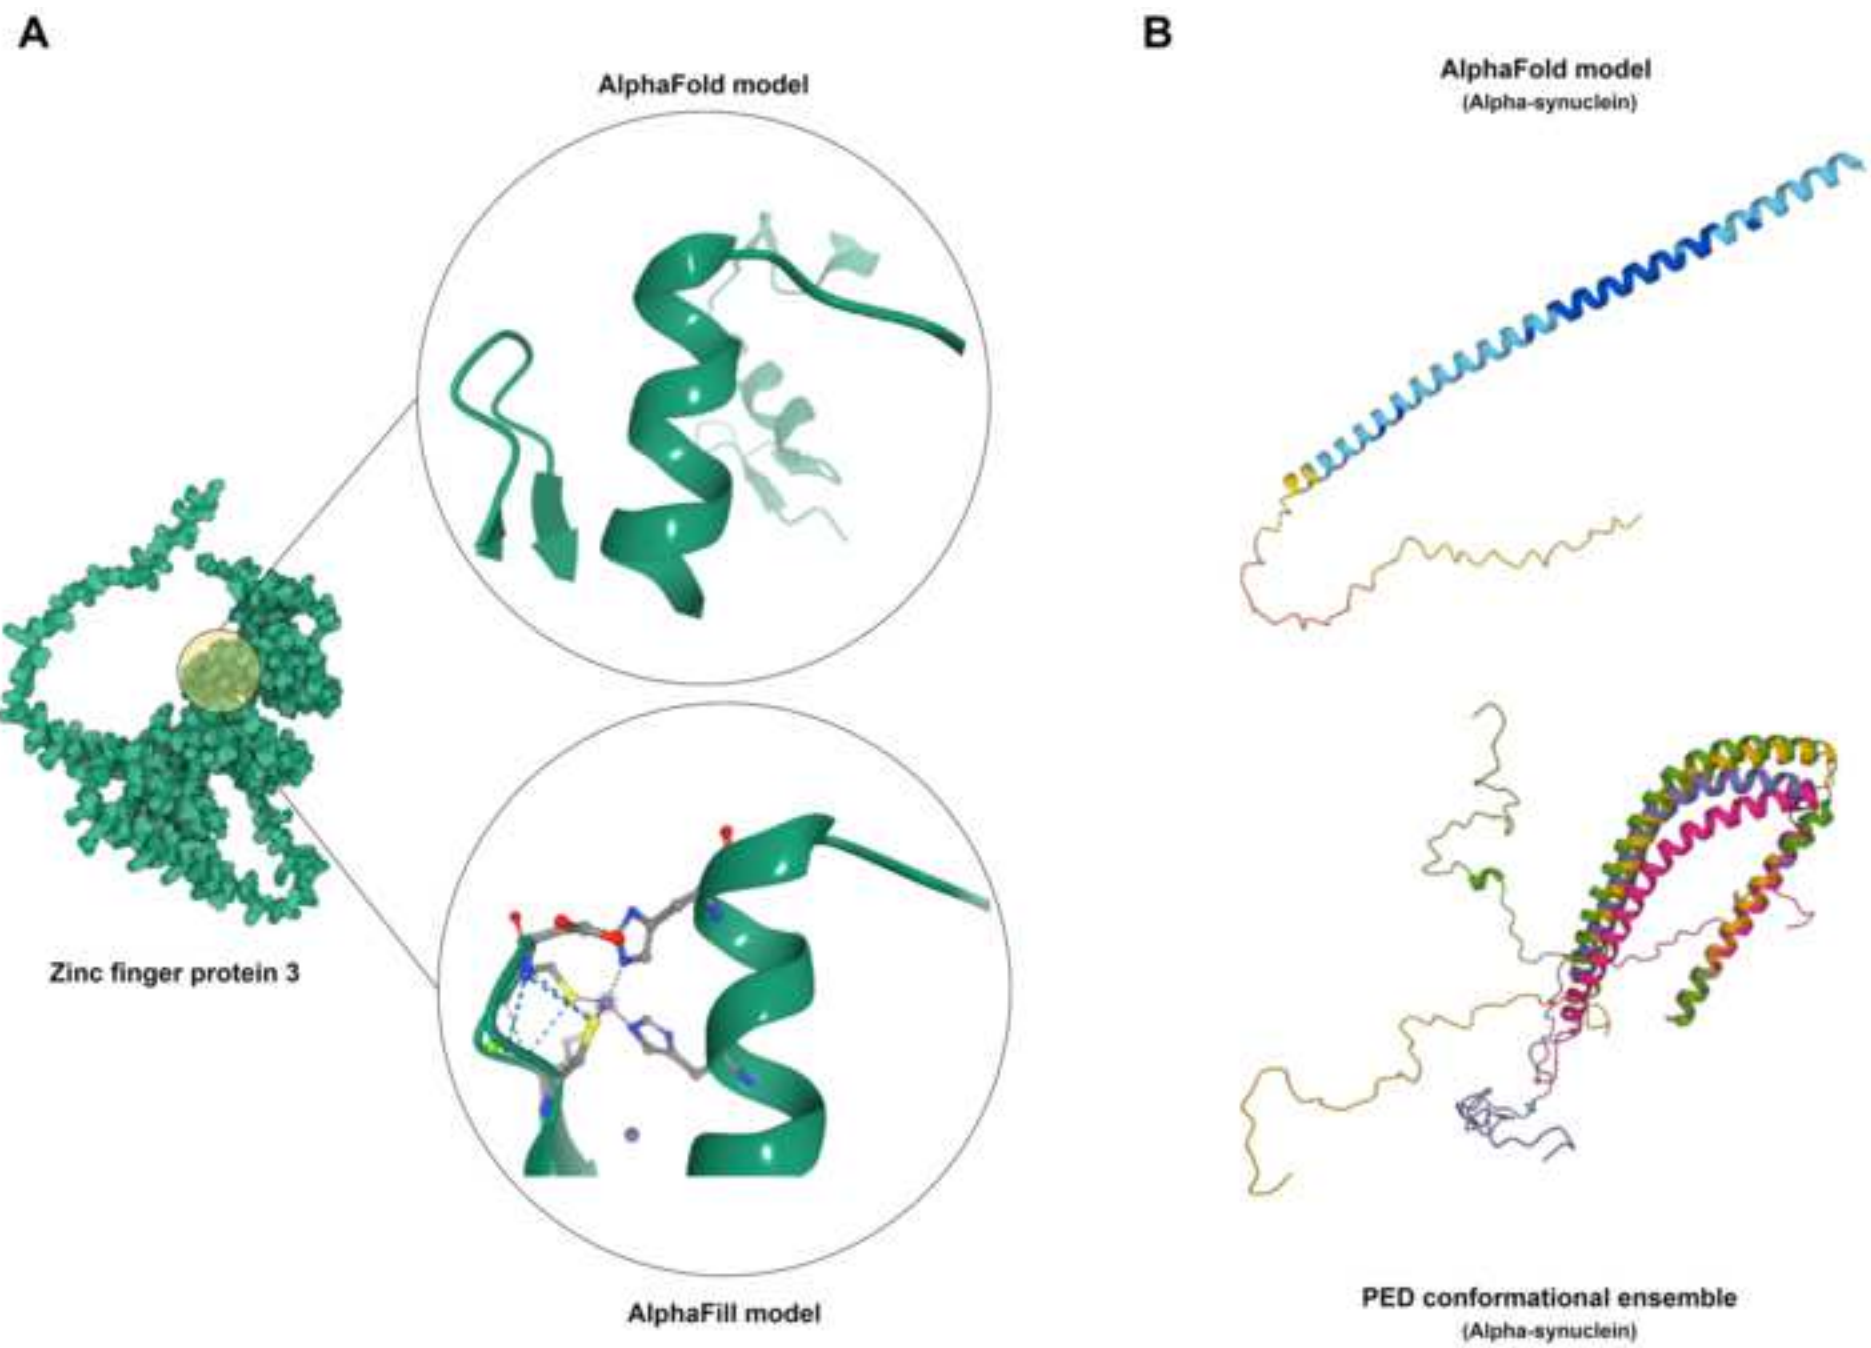 A
AlphaFold model
Zinc finger protein 3
AlphaFill model
B
AlphaFold model
(Alpha-synuclein)
PED conformational ensemble
(Alpha-synuclein)